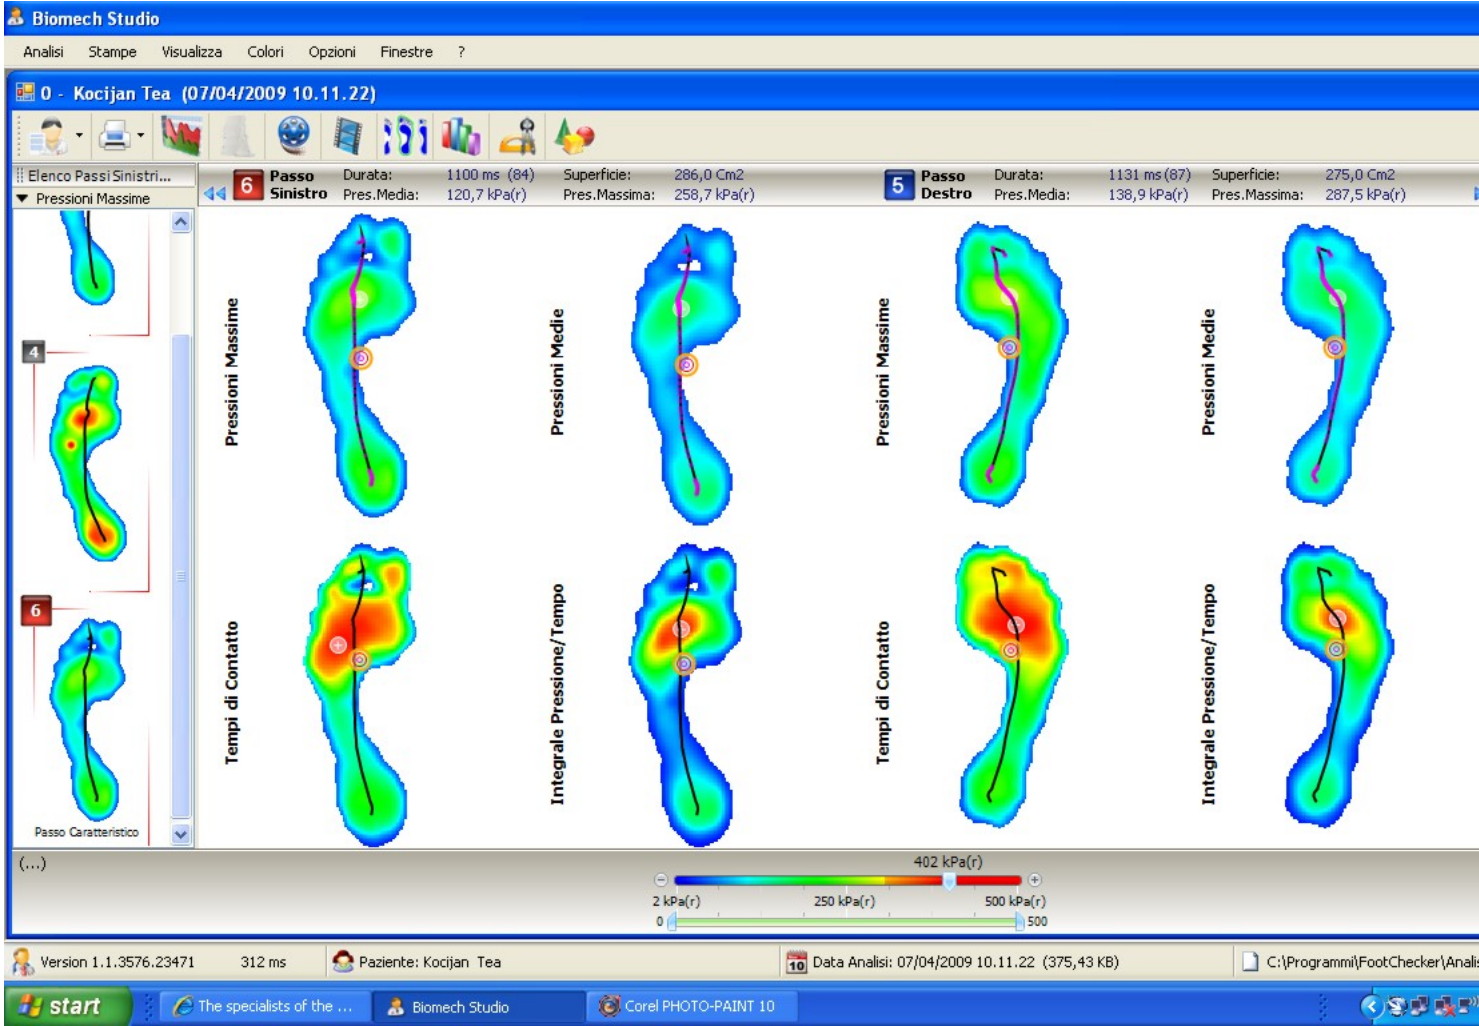 Biomech Studio
Analisi Stampe Visualizza Colori Opzioni Finestre ?
0 - Kocijan Tea (07/04/2009 10.11.22)
Elenco Passi Sinistri...
Pressioni Massime
6 Passo Sinistro
Durata: 1100 ms (84) Superficie: 286,0 Cm2
Pres.Media: 120,7 kPa(r) Pres.Massima: 258,7 kPa(r)
5 Passo Destro
Durata: 1131 ms (87) Superficie: 275,0 Cm2
Pres.Media: 138,9 kPa(r) Pres.Massima: 287,5 kPa(r)
4
6
Passo Caratteristico
Pressioni Massime
Pressioni Medie
Pressioni Massime
Pressioni Medie
Tempi di Contatto
Integrale Pressione/Tempo
Tempi di Contatto
Integrale Pressione/Tempo
(...)
402 kPa(r)
2 kPa(r) 250 kPa(r) 500 kPa(r)
0 500
Version 1.1.3576.23471 312 ms Paziente: Kocijan Tea 10 Data Analisi: 07/04/2009 10.11.22 (375,43 KB) C:\Programmi\FootChecker\Analis
start The specialists of the ... Biomech Studio Corel PHOTO-PAINT 10